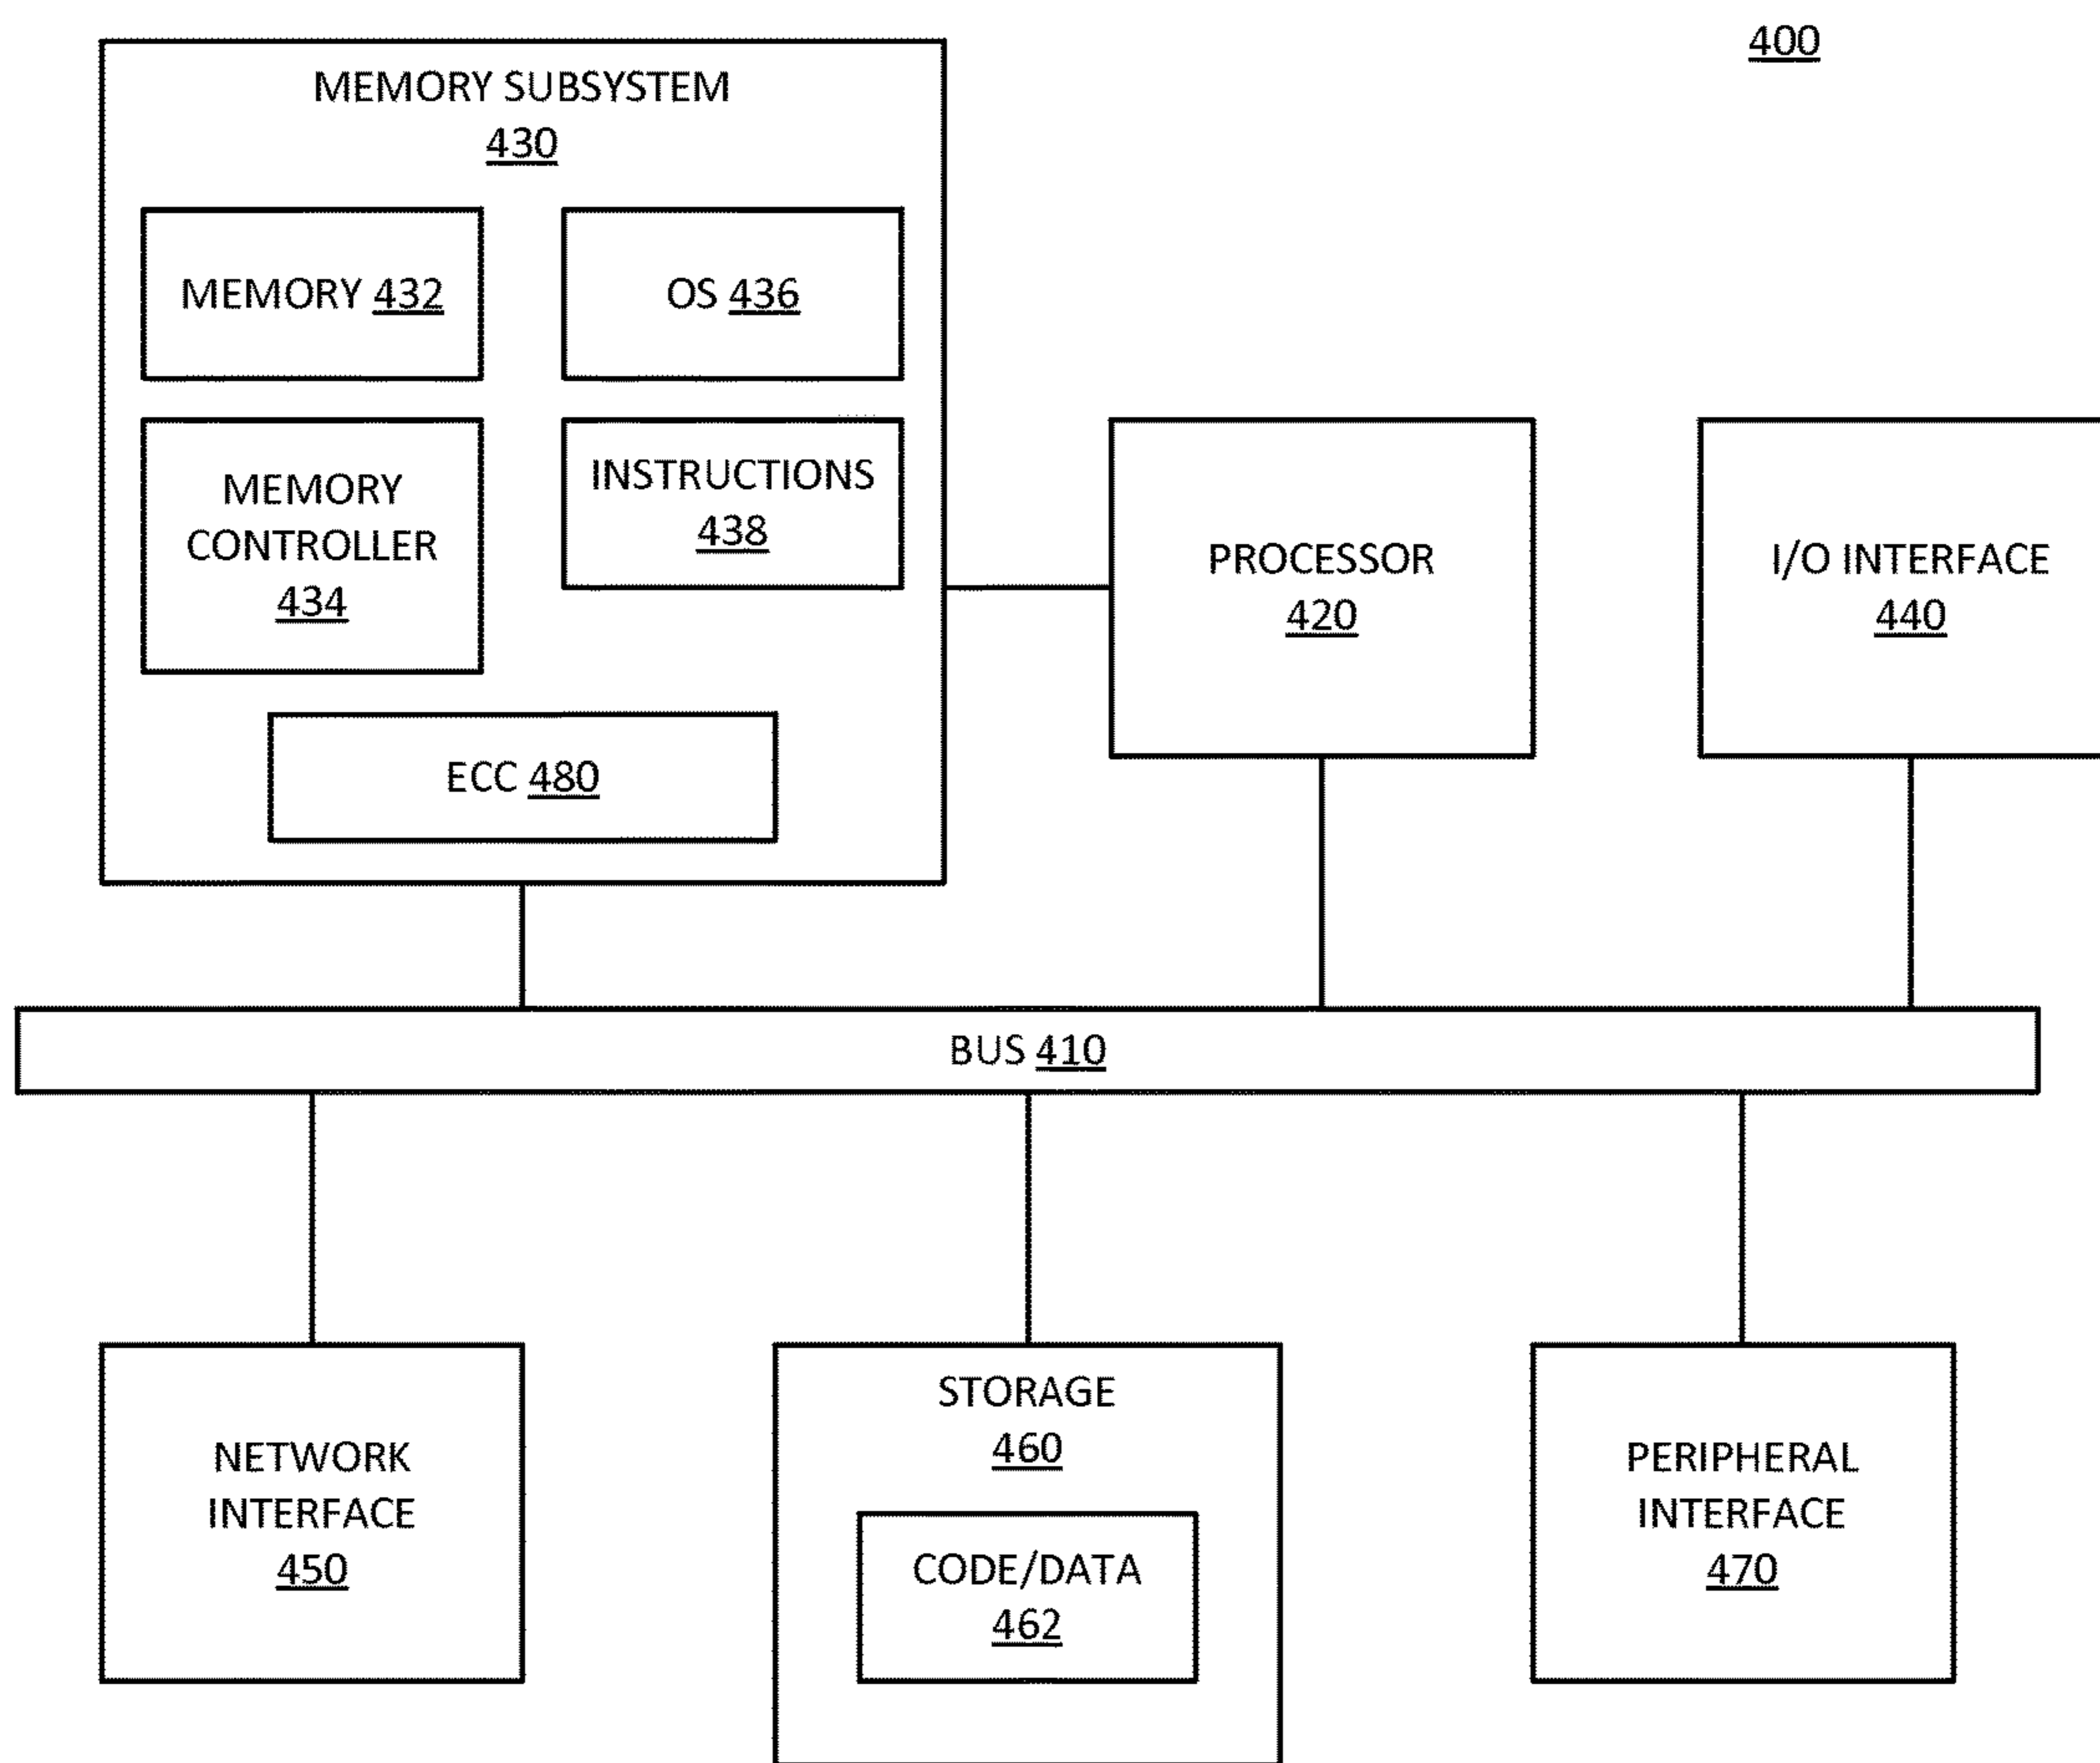 400
MEMORY SUBSYSTEM
430
MEMORY 432
OS 436
MEMORY
CONTROLLER
434
INSTRUCTIONS
438
ECC 480
PROCESSOR
420
I/O INTERFACE
440
BUS 410
NETWORK
INTERFACE
450
STORAGE
460
CODE/DATA
462
PERIPHERAL
INTERFACE
470